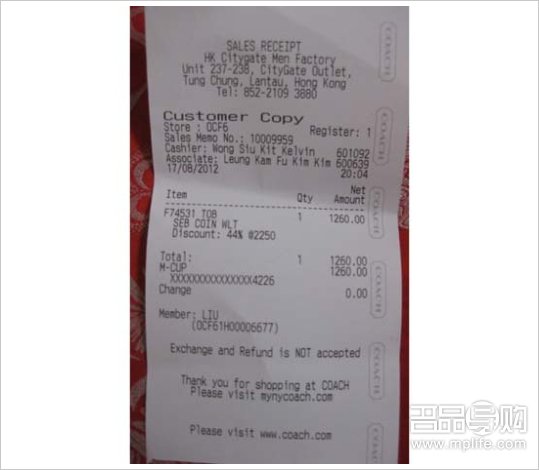 SALES RECEIPT
HK Citygate Men Factory
Unit 237-238, CityGate Outlet,
Tung Chung, Lantau, Hong Kong
Tel: 852-2109 3880
Customer Copy
Store : OCF6 Register: 1
Sales Memo No.: 10009959
Cashier: Wong Siu Kit Kelvin 601092
Associate: Leung Kam Fu Kim Kim 600639
17/08/2012 20:04
Item Qty Net Amount
F74531 TOB 1 1260.00
SEB COIN WLT
Discount: 44% @2250
Total: 1 1260.00
M-CUP 1260.00
XXXXXXXXXXXXXXX4226
Change 0.00
Member: LIU
(OCF61H00006677)
Exchange and Refund is NOT accepted
Thank you for shopping at COACH
Please visit mynycoach.com
Please visit www.coach.com
COACH
COACH
COACH
COACH
COACH
COACH
名品导购
www.mplife.com